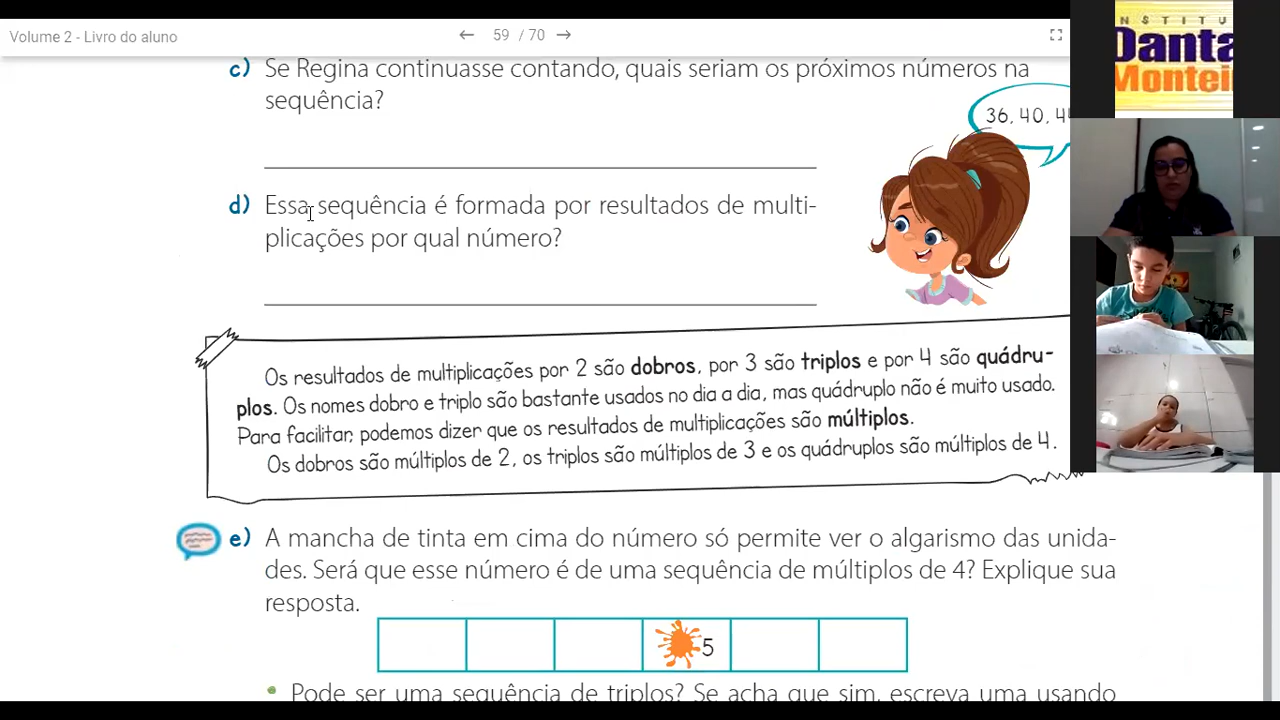 Volume 2 - Livro do aluno
59 / 70
INSTITU
Danta
Monteir
c) Se Regina continuasse contando, quais seriam os próximos números na
sequência?
36, 40, 44
d) Essa sequência é formada por resultados de multi-
plicações por qual número?
Os resultados de multiplicações por 2 são dobros, por 3 são triplos e por 4 são quádru-
plos. Os nomes dobro e triplo são bastante usados no dia a dia, mas quádruplo não é muito usado.
Para facilitar, podemos dizer que os resultados de multiplicações são múltiplos.
Os dobros são múltiplos de 2, os triplos são múltiplos de 3 e os quádruplos são múltiplos de 4.
e) A mancha de tinta em cima do número só permite ver o algarismo das unida-
des. Será que esse número é de uma sequência de múltiplos de 4? Explique sua
resposta.
5
• Pode ser uma sequência de triplos? Se acha que sim, escreva uma usando